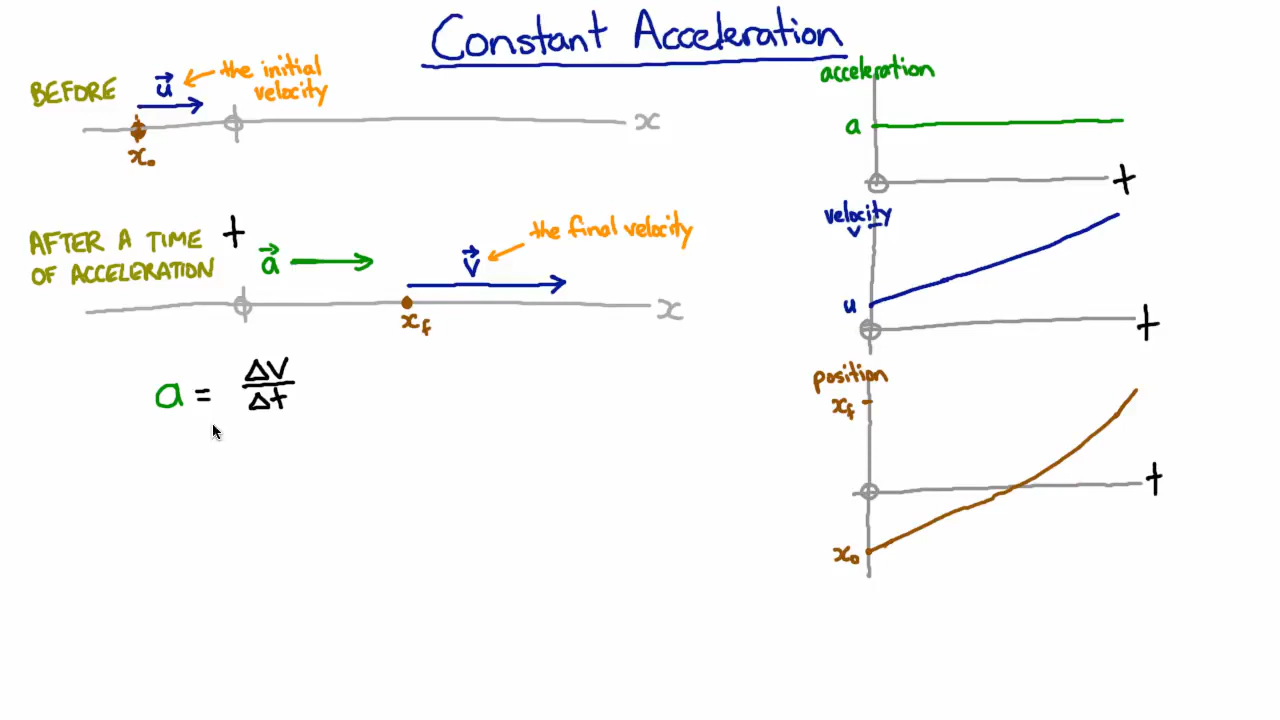 Constant Acceleration
BEFORE
u⃗
the initial
velocity
x
x₀
AFTER A TIME t
OF ACCELERATION
a⃗
v⃗
the final velocity
x
x_f
a = Δv/Δt
acceleration
a
t
velocity
v
u
t
position
x_f
t
x₀